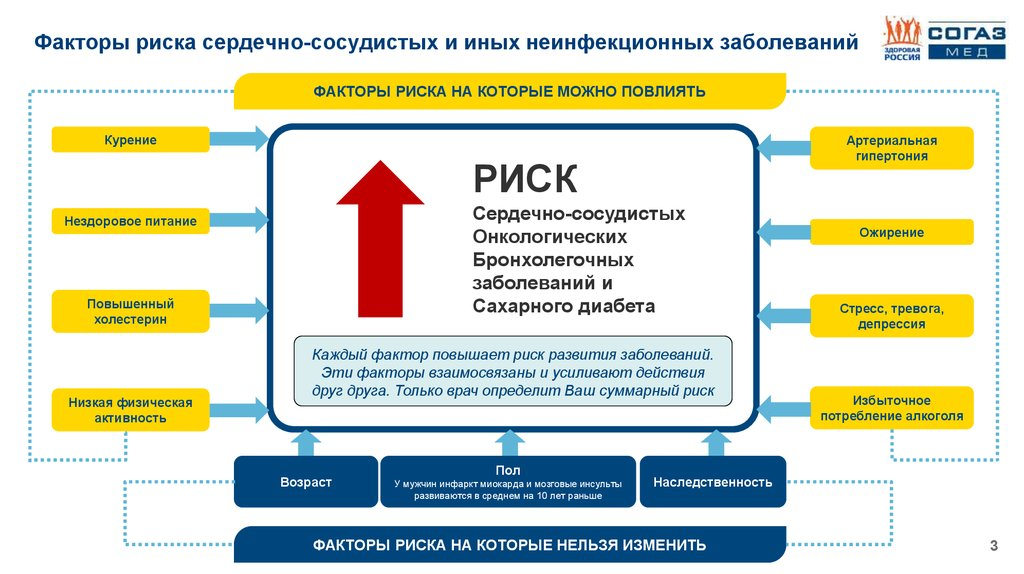 Факторы риска сердечно-сосудистых и иных неинфекционных заболеваний
ЗДОРОВАЯ
РОССИЯ
СОГАЗ
МЕД
ФАКТОРЫ РИСКА НА КОТОРЫЕ МОЖНО ПОВЛИЯТЬ
Курение
Нездоровое питание
Повышенный
холестерин
Низкая физическая
активность
РИСК
Сердечно-сосудистых
Онкологических
Бронхолегочных
заболеваний и
Сахарного диабета
Каждый фактор повышает риск развития заболеваний.
Эти факторы взаимосвязаны и усиливают действия
друг друга. Только врач определит Ваш суммарный риск
Артериальная
гипертония
Ожирение
Стресс, тревога,
депрессия
Избыточное
потребление алкоголя
Возраст
Пол
У мужчин инфаркт миокарда и мозговые инсульты
развиваются в среднем на 10 лет раньше
Наследственность
ФАКТОРЫ РИСКА НА КОТОРЫЕ НЕЛЬЗЯ ИЗМЕНИТЬ
3